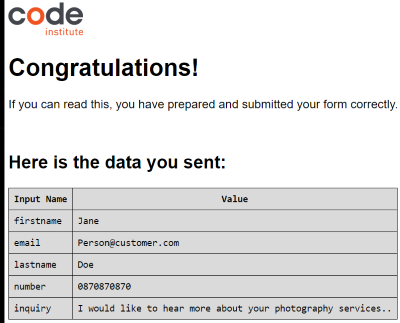 code
institute
Congratulations!
If you can read this, you have prepared and submitted your form correctly.
Here is the data you sent:
Input Name Value
firstname Jane
email Person@customer.com
lastname Doe
number 0870870870
inquiry I would like to hear more about your photography services..